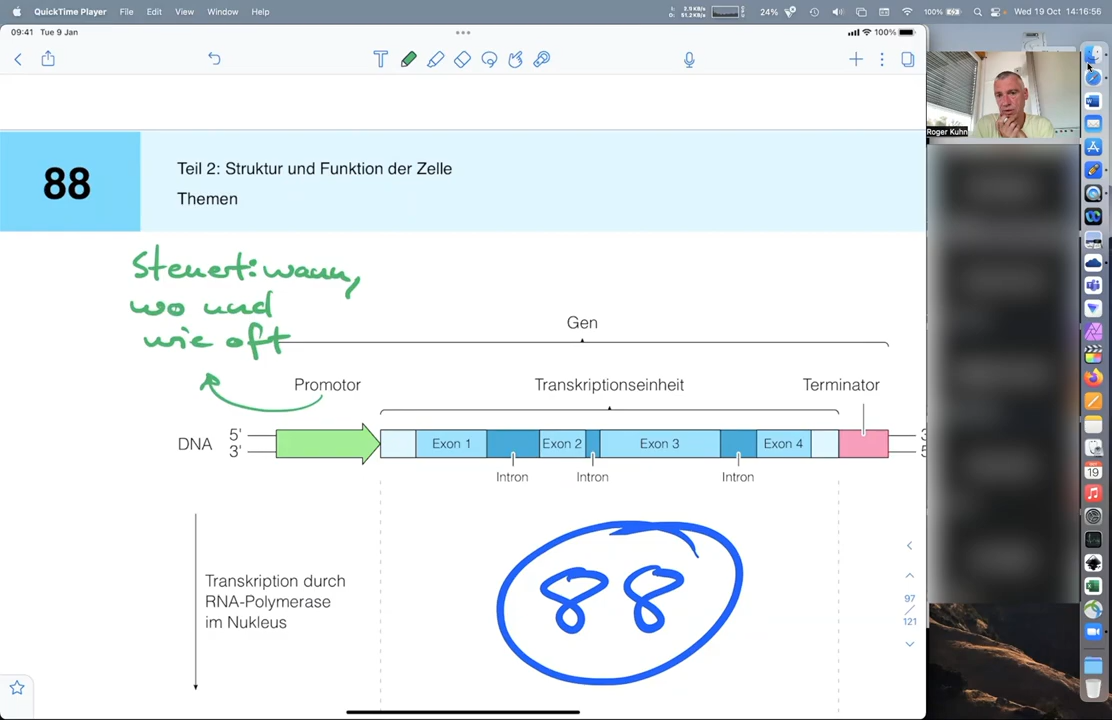 QuickTime Player File Edit View Window Help
24% 100% Wed 19 Oct 14:16:56
09:41 Tue 9 Jan
100%
Roger Kuhn
88
Teil 2: Struktur und Funktion der Zelle
Themen
Steuert: wann,
wo und
wie oft
Gen
Promotor Transkriptionseinheit Terminator
DNA
5'
3'
Exon 1 Exon 2 Exon 3 Exon 4
Intron Intron Intron
Transkription durch
RNA-Polymerase
im Nukleus
88
97
121
19